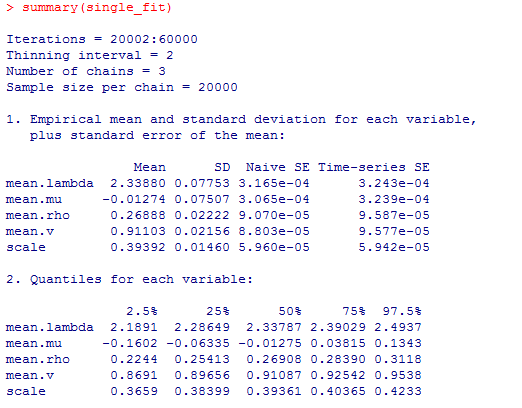 > summary(single_fit)
Iterations = 20002:60000
Thinning interval = 2
Number of chains = 3
Sample size per chain = 20000
1. Empirical mean and standard deviation for each variable,
plus standard error of the mean:
Mean SD Naive SE Time-series SE
mean.lambda 2.33880 0.07753 3.165e-04 3.243e-04
mean.mu -0.01274 0.07507 3.065e-04 3.239e-04
mean.rho 0.26888 0.02222 9.070e-05 9.587e-05
mean.v 0.91103 0.02156 8.803e-05 9.577e-05
scale 0.39392 0.01460 5.960e-05 5.942e-05
2. Quantiles for each variable:
2.5% 25% 50% 75% 97.5%
mean.lambda 2.1891 2.28649 2.33787 2.39029 2.4937
mean.mu -0.1602 -0.06335 -0.01275 0.03815 0.1343
mean.rho 0.2244 0.25413 0.26908 0.28390 0.3118
mean.v 0.8691 0.89656 0.91087 0.92542 0.9538
scale 0.3659 0.38399 0.39361 0.40365 0.4233